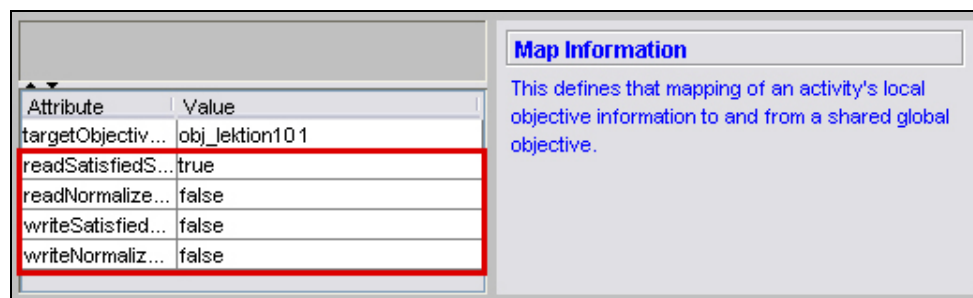 Attribute Value
targetObjectiv... obj_lektion101
readSatisfiedS... true
readNormalize... false
writeSatisfied... false
writeNormaliz... false
Map Information
This defines that mapping of an activity's local
objective information to and from a shared global
objective.